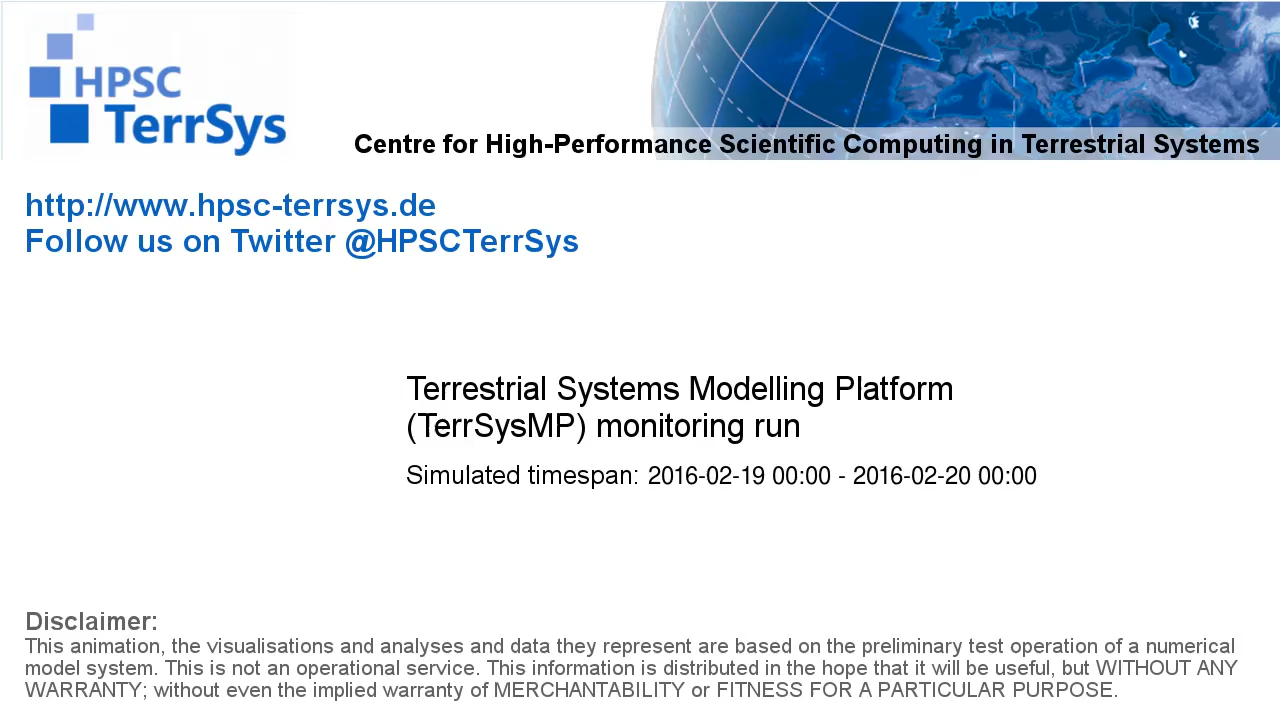 HPSC
TerrSys
Centre for High-Performance Scientific Computing in Terrestrial Systems
http://www.hpsc-terrsys.de
Follow us on Twitter @HPSCTerrSys
Terrestrial Systems Modelling Platform
(TerrSysMP) monitoring run
Simulated timespan: 2016-02-19 00:00 - 2016-02-20 00:00
Disclaimer:
This animation, the visualisations and analyses and data they represent are based on the preliminary test operation of a numerical
model system. This is not an operational service. This information is distributed in the hope that it will be useful, but WITHOUT ANY
WARRANTY; without even the implied warranty of MERCHANTABILITY or FITNESS FOR A PARTICULAR PURPOSE.